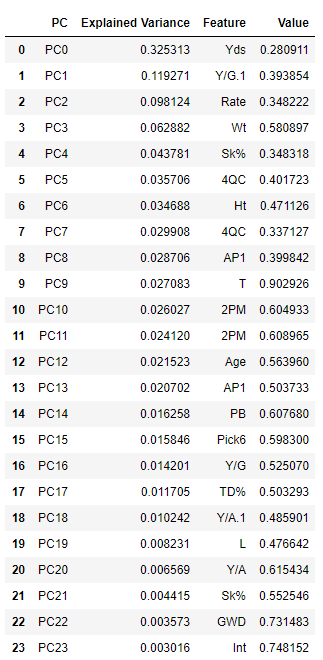 PC Explained Variance Feature Value
0 PC0 0.325313 Yds 0.280911
1 PC1 0.119271 Y/G.1 0.393854
2 PC2 0.098124 Rate 0.348222
3 PC3 0.062882 Wt 0.580897
4 PC4 0.043781 Sk% 0.348318
5 PC5 0.035706 4QC 0.401723
6 PC6 0.034688 Ht 0.471126
7 PC7 0.029908 4QC 0.337127
8 PC8 0.028706 AP1 0.399842
9 PC9 0.027083 T 0.902926
10 PC10 0.026027 2PM 0.604933
11 PC11 0.024120 2PM 0.608965
12 PC12 0.021523 Age 0.563960
13 PC13 0.020702 AP1 0.503733
14 PC14 0.016258 PB 0.607680
15 PC15 0.015846 Pick6 0.598300
16 PC16 0.014201 Y/G 0.525070
17 PC17 0.011705 TD% 0.503293
18 PC18 0.010242 Y/A.1 0.485901
19 PC19 0.008231 L 0.476642
20 PC20 0.006569 Y/A 0.615434
21 PC21 0.004415 Sk% 0.552546
22 PC22 0.003573 GWD 0.731483
23 PC23 0.003016 Int 0.748152